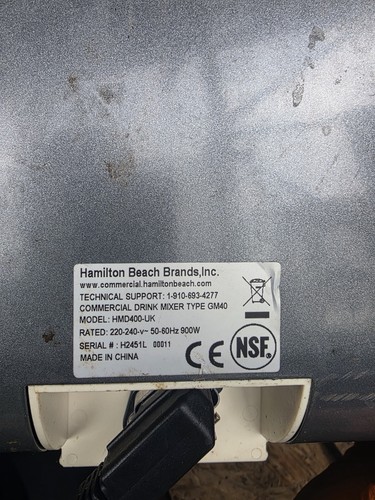 Hamilton Beach Brands,Inc.
www.commercial.hamiltonbeach.com
TECHNICAL SUPPORT: 1-910-693-4277
COMMERCIAL DRINK MIXER TYPE GM40
MODEL: HMD400-UK
RATED: 220-240-v~ 50-60Hz 900W
SERIAL # : H2451L 00011
MADE IN CHINA
CE
NSF®